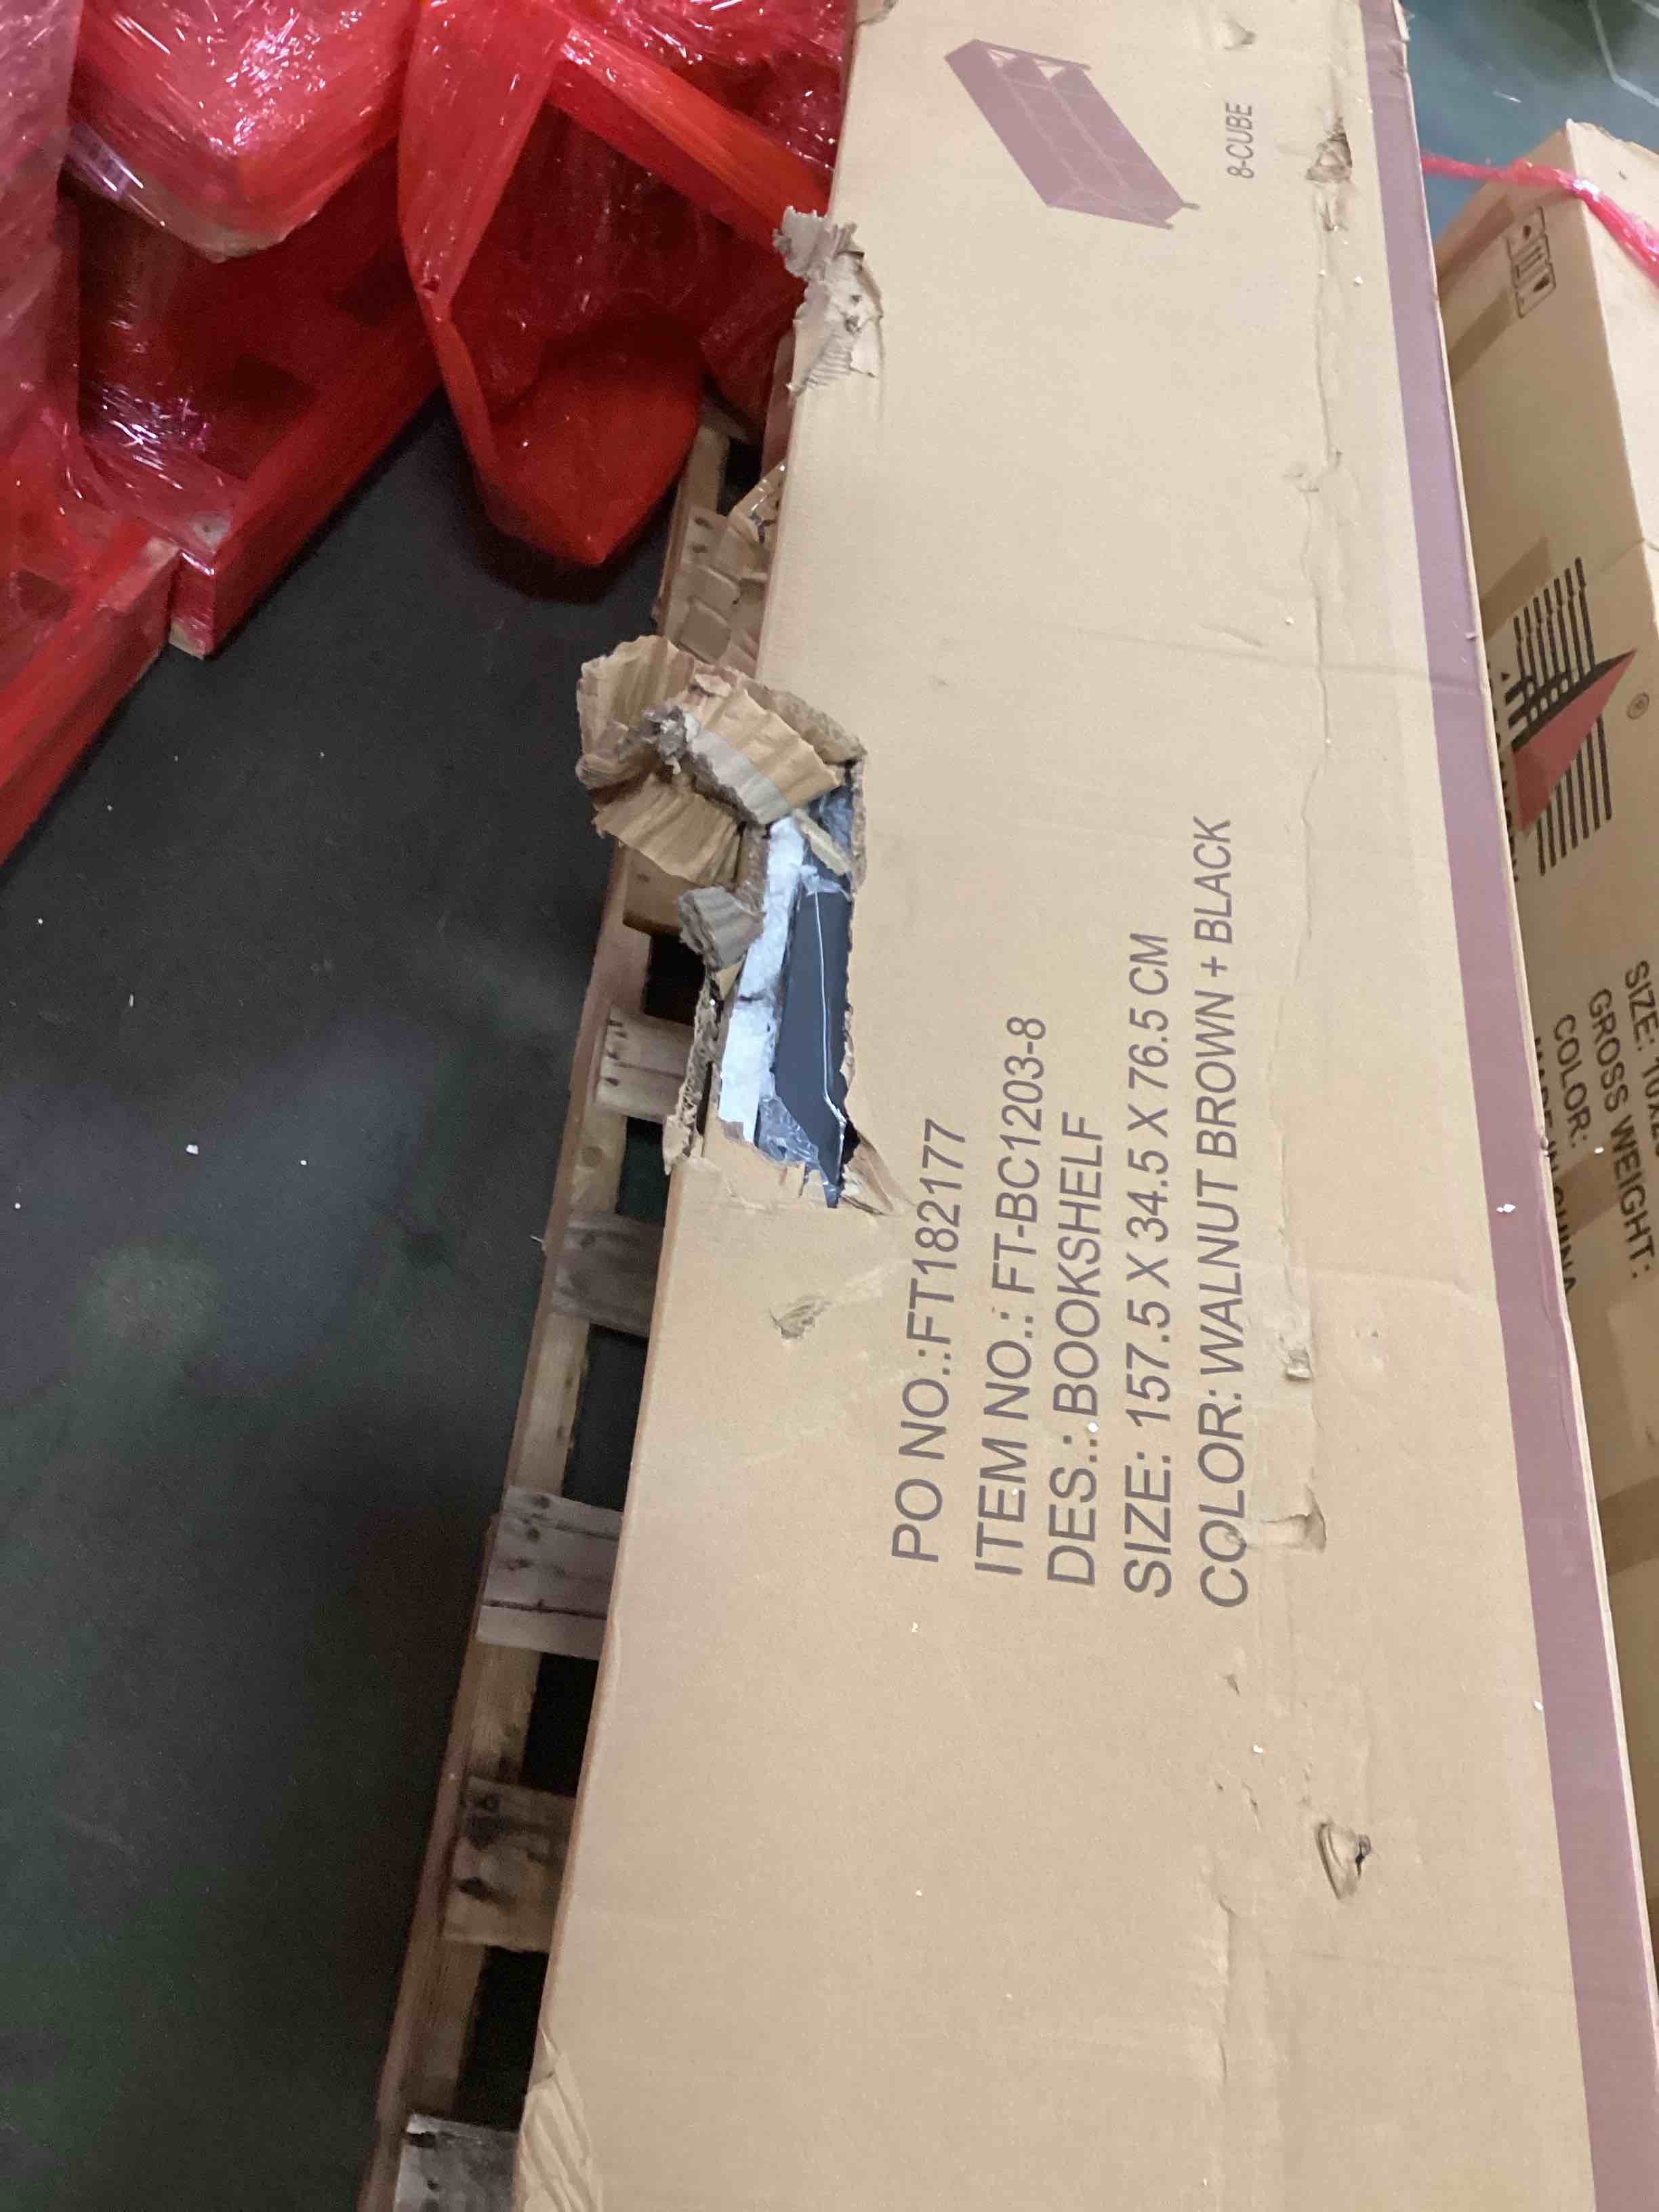 8-CUBE
PO NO.:FT182177
ITEM NO.: FT-BC1203-8
DES.: BOOKSHELF
SIZE: 157.5 X 34.5 X 76.5 CM
COLOR: WALNUT BROWN + BLACK
SIZE:
GROSS WEIGHT:
COLOR: